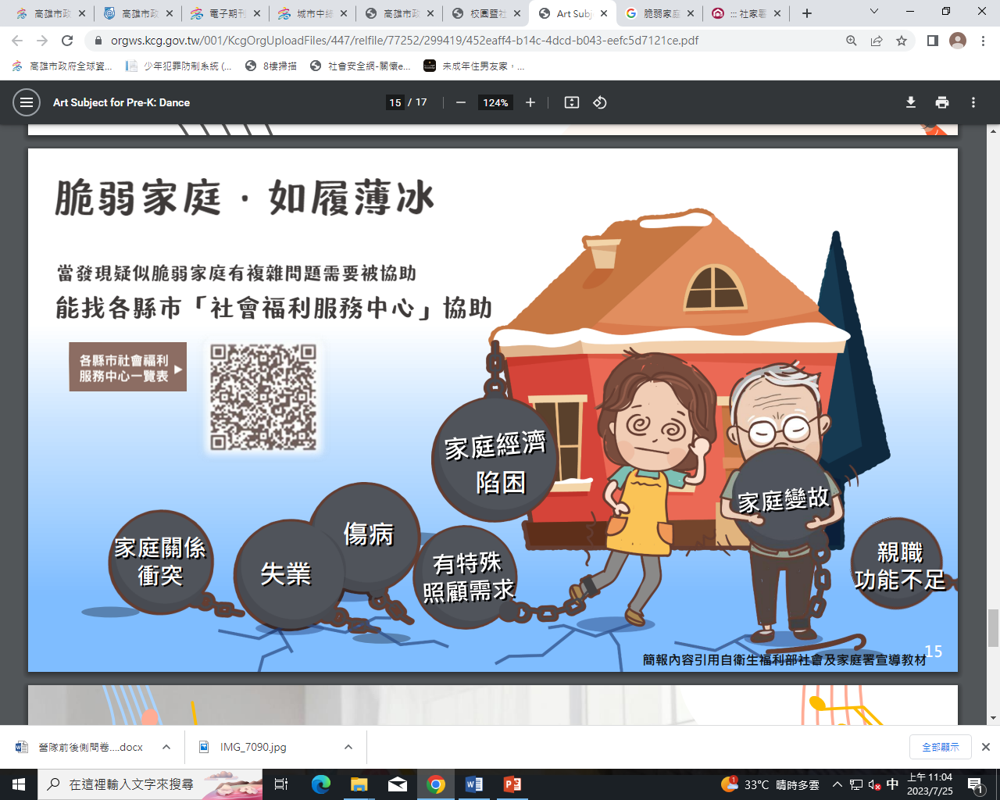 高雄市政
高雄市政
電子期刊
城市中綠
高雄市政
校園暨社
Art Subj
脆弱家庭
::: 社家署
orgws.kcg.gov.tw/001/KcgOrgUploadFiles/447/relfile/77252/299419/452eaff4-b14c-4dcd-b043-eefc5d7121ce.pdf
高雄市政府全球資...
少年犯罪防制系統 (...
8樓掃描
社會安全網-關懷e...
未成年住男友家，...
Art Subject for Pre-K: Dance
15 / 17
124%
脆弱家庭．如履薄冰
當發現疑似脆弱家庭有複雜問題需要被協助
能找各縣市「社會福利服務中心」協助
各縣市社會福利
服務中心一覽表
家庭經濟
陷困
家庭變故
家庭關係
衝突
失業
傷病
有特殊
照顧需求
親職
功能不足
簡報內容引用自衛生福利部社會及家庭署宣導教材
15
營隊前後側問卷....docx
IMG_7090.jpg
全部顯示
在這裡輸入文字來搜尋
1
33°C 晴時多雲
中
上午 11:04
2023/7/25
1